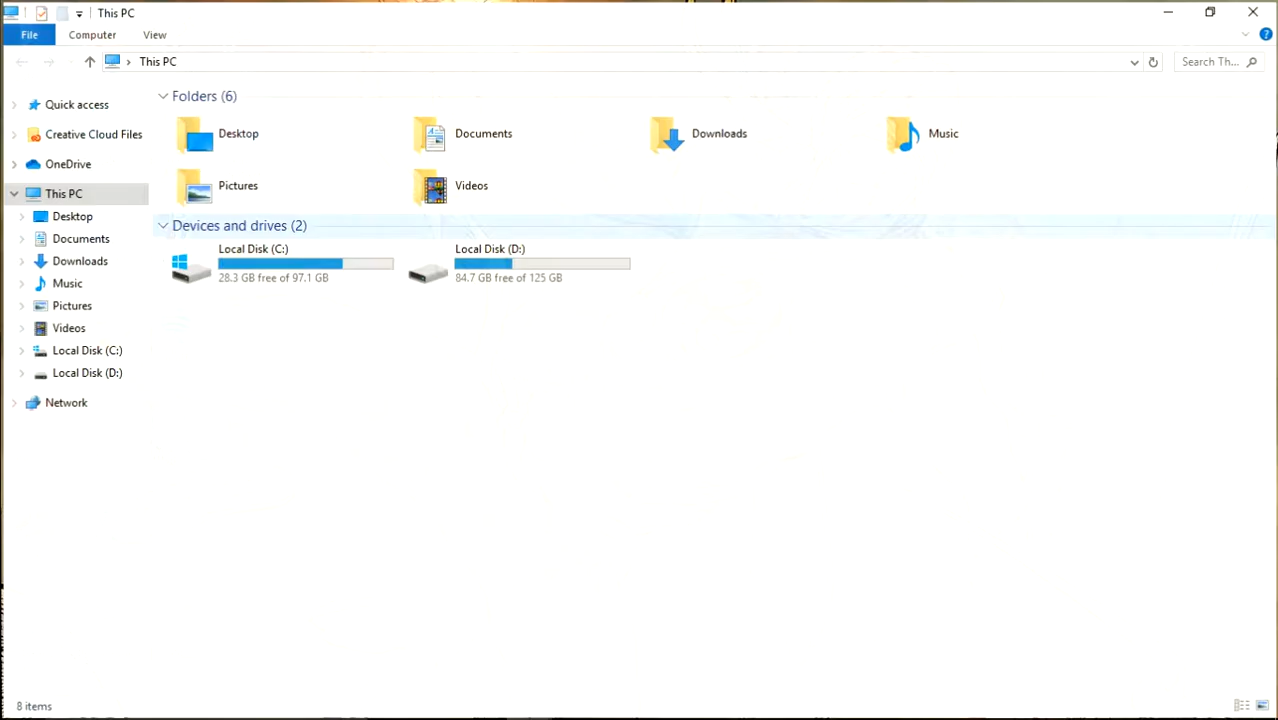 This PC
File Computer View
This PC
Search Th...
Quick access
Creative Cloud Files
OneDrive
This PC
Desktop
Documents
Downloads
Music
Pictures
Videos
Local Disk (C:)
Local Disk (D:)
Network
Folders (6)
Desktop Documents Downloads Music
Pictures Videos
Devices and drives (2)
Local Disk (C:)
28.3 GB free of 97.1 GB
Local Disk (D:)
84.7 GB free of 125 GB
8 items